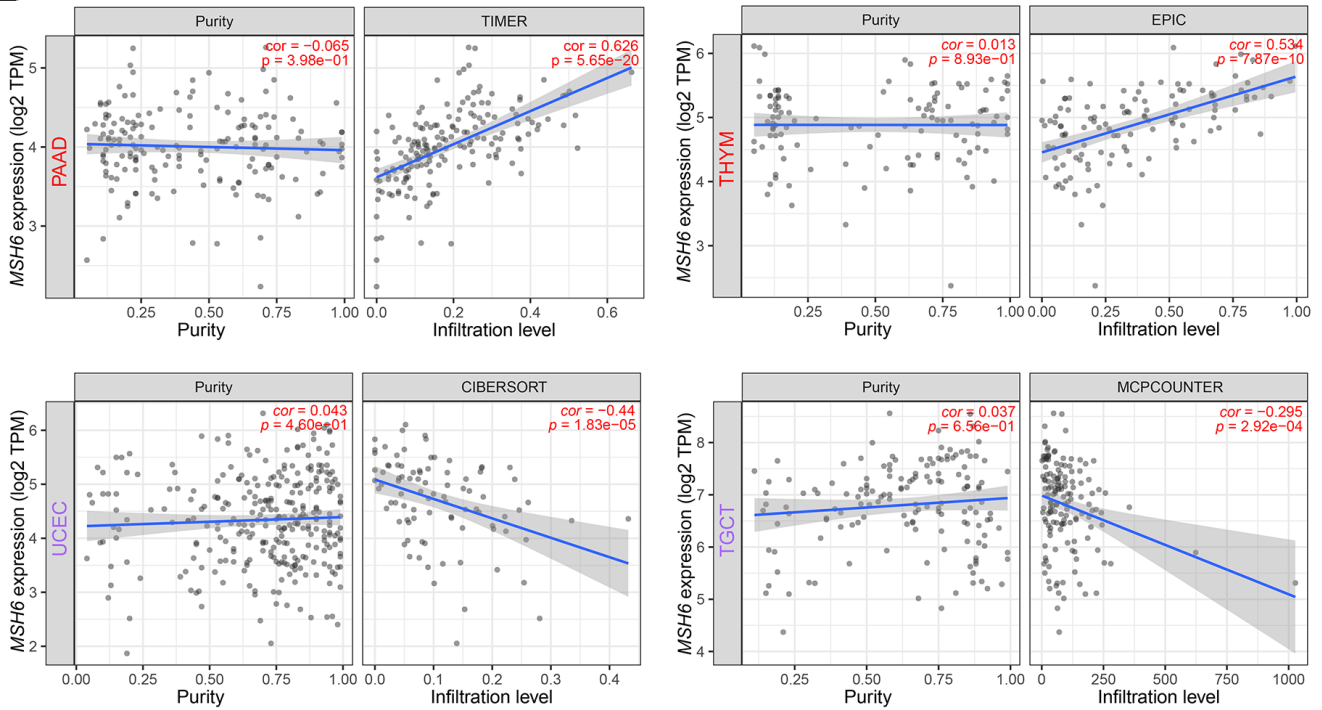 Purity
TIMER
PAAD
MSH6 expression (log2 TPM)
cor = −0.065
p = 3.98e−01
cor = 0.626
p = 5.65e−20
5
4
3
0.25
0.50
0.75
1.00
0.0
0.2
0.4
0.6
Purity
Infiltration level
Purity
EPIC
THYM
MSH6 expression (log2 TPM)
cor = 0.013
p = 8.93e−01
cor = 0.534
p = 7.87e−10
6
5
4
3
0.25
0.50
0.75
1.00
0.00
0.25
0.50
0.75
1.00
Purity
Infiltration level
Purity
CIBERSORT
UCEC
MSH6 expression (log2 TPM)
cor = 0.043
p = 4.60e−01
cor = −0.44
p = 1.83e−05
6
5
4
3
2
0.00
0.25
0.50
0.75
1.00
0.0
0.1
0.2
0.3
0.4
Purity
Infiltration level
Purity
MCPCOUNTER
TGCT
MSH6 expression (log2 TPM)
cor = 0.037
p = 6.56e−01
cor = −0.295
p = 2.92e−04
8
7
6
5
4
0.25
0.50
0.75
1.00
0
250
500
750
1000
Purity
Infiltration level